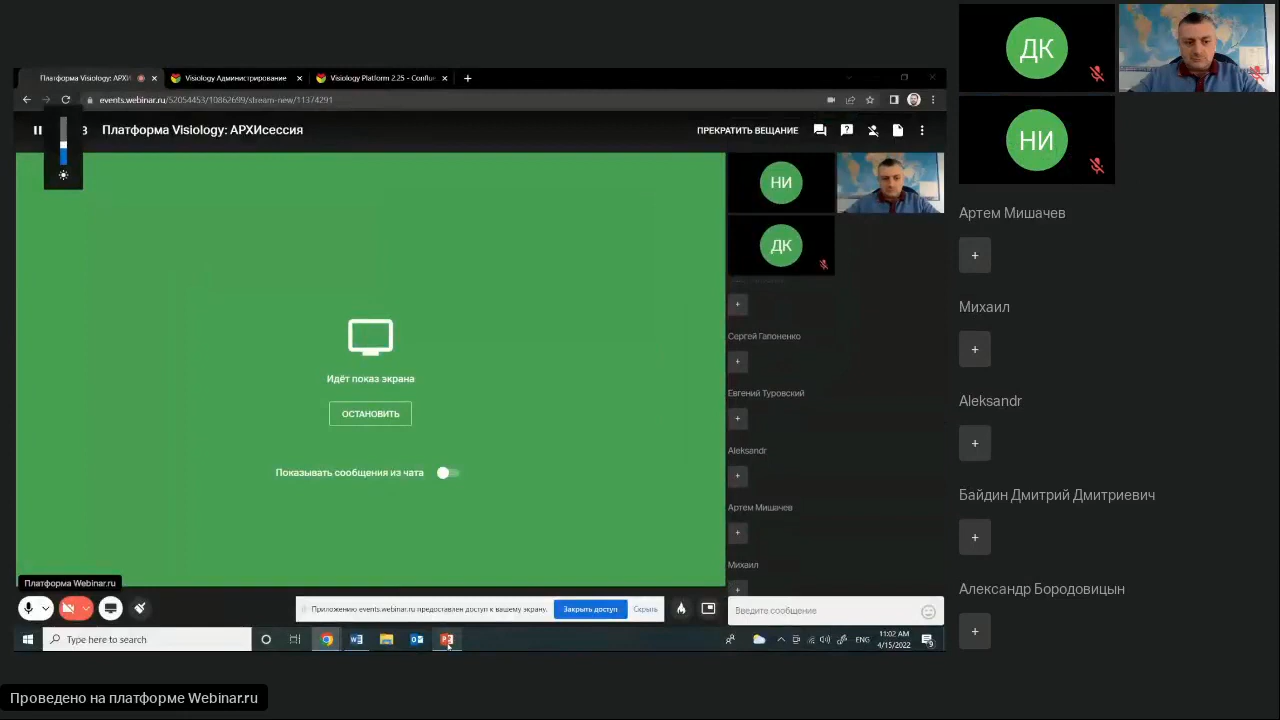 Платформа Visiology: АРХИ
Visiology Администрирование
Visiology Platform 2.25 - Conflu
events.webinar.ru/52054453/10862699/stream-new/11374291
Платформа Visiology: АРХИсессия
ПРЕКРАТИТЬ ВЕЩАНИЕ
НИ
ДК
Идёт показ экрана
ОСТАНОВИТЬ
Показывать сообщения из чата
Сергей Гапоненко
Евгений Туровский
Aleksandr
Артем Мишачев
Михаил
Платформа Webinar.ru
Приложению events.webinar.ru предоставлен доступ к вашему экрану.
Закрыть доступ
Скрыть
Введите сообщение
Type here to search
ENG
11:02 AM
4/15/2022
ДК
НИ
Артем Мишачев
Михаил
Aleksandr
Байдин Дмитрий Дмитриевич
Александр Бородовицын
Проведено на платформе Webinar.ru